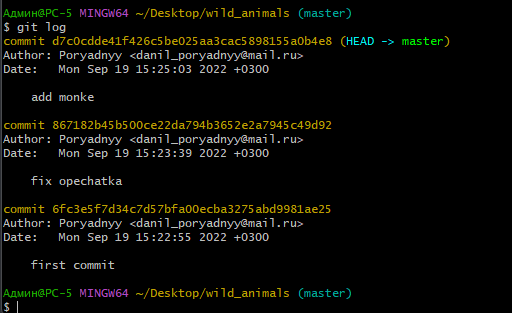 Админ@PC-5 MINGW64 ~/Desktop/wild_animals (master)
$ git log
commit d7c0cdde41f426c5be025aa3cac5898155a0b4e8 (HEAD -> master)
Author: Poryadnyy <danil_poryadnyy@mail.ru>
Date:   Mon Sep 19 15:25:03 2022 +0300
    add monke
commit 867182b45b500ce22da794b3652e2a7945c49d92
Author: Poryadnyy <danil_poryadnyy@mail.ru>
Date:   Mon Sep 19 15:23:39 2022 +0300
    fix opechatka
commit 6fc3e5f7d34c7d57bfa00ecba3275abd9981ae25
Author: Poryadnyy <danil_poryadnyy@mail.ru>
Date:   Mon Sep 19 15:22:55 2022 +0300
    first commit
Админ@PC-5 MINGW64 ~/Desktop/wild_animals (master)
$